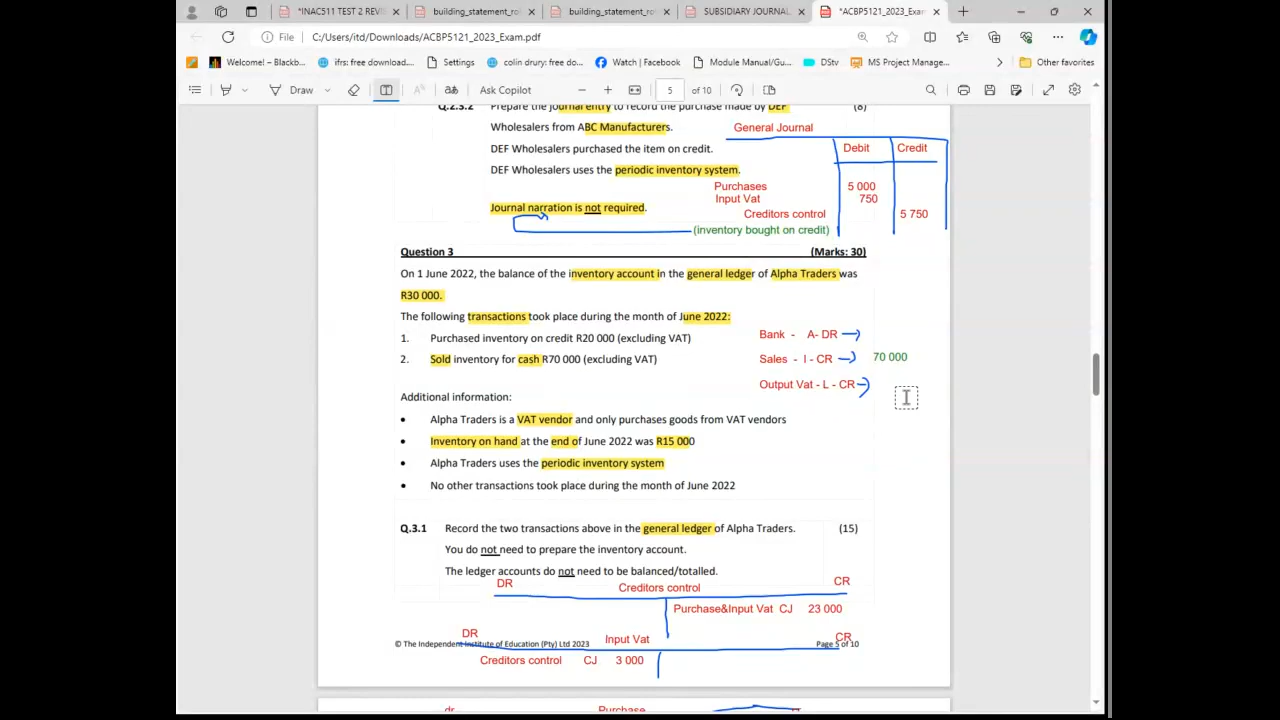 *INAC511 TEST 2 REVI
building_statement_ro
building_statement_ro
SUBSIDIARY JOURNAL
*ACBP5121_2023_Exam
File C:/Users/itd/Downloads/ACBP5121_2023_Exam.pdf
Welcome! – Blackb...
ifrs: free download....
Settings
colin drury: free do...
Watch | Facebook
Module Manual/Gu...
DStv
MS Project Manage...
Other favorites
Draw
Ask Copilot
5 of 10
Q.2.3.2 Prepare the journal entry to record the purchase made by DEF (8)
Wholesalers from ABC Manufacturers. General Journal
DEF Wholesalers purchased the item on credit. Debit Credit
DEF Wholesalers uses the periodic inventory system.
Purchases 5 000
Input Vat 750
Journal narration is not required.
Creditors control 5 750
(inventory bought on credit)
Question 3 (Marks: 30)
On 1 June 2022, the balance of the inventory account in the general ledger of Alpha Traders was
R30 000.
The following transactions took place during the month of June 2022:
1. Purchased inventory on credit R20 000 (excluding VAT) Bank - A- DR
2. Sold inventory for cash R70 000 (excluding VAT) Sales - I - CR 70 000
Output Vat - L - CR
Additional information:
• Alpha Traders is a VAT vendor and only purchases goods from VAT vendors
• Inventory on hand at the end of June 2022 was R15 000
• Alpha Traders uses the periodic inventory system
• No other transactions took place during the month of June 2022
Q.3.1 Record the two transactions above in the general ledger of Alpha Traders. (15)
You do not need to prepare the inventory account.
The ledger accounts do not need to be balanced/totalled.
DR Creditors control CR
Purchase&Input Vat CJ 23 000
DR Input Vat CR
© The Independent Institute of Education (Pty) Ltd 2023 Page 5 of 10
Creditors control CJ 3 000
dr Purchase